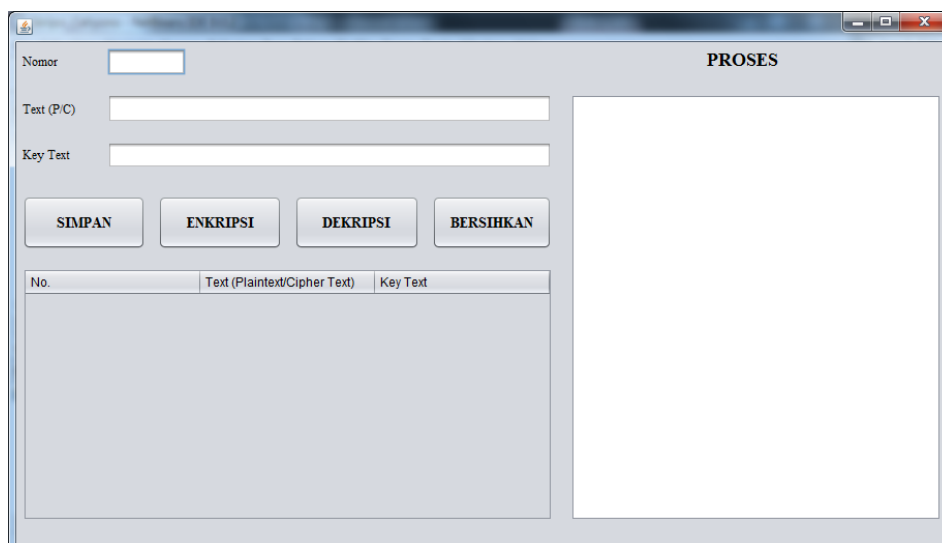 Nomor
PROSES
Text (P/C)
Key Text
SIMPAN ENKRIPSI DEKRIPSI BERSIHKAN
No. Text (Plaintext/Cipher Text) Key Text